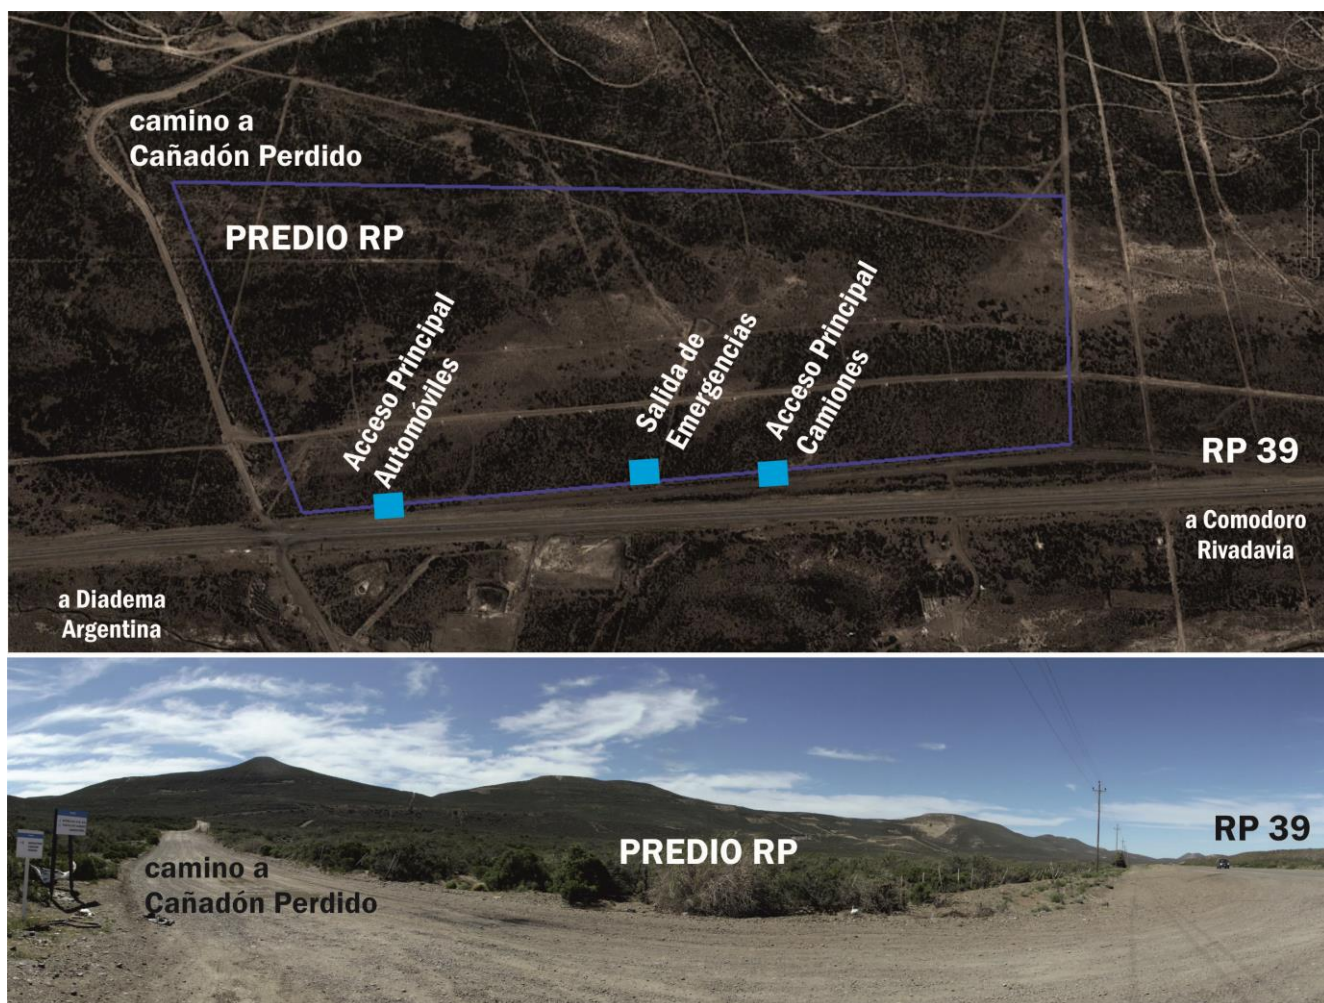 camino a
Cañadón Perdido
PREDIO RP
Acceso Principal
Automóviles
Salida de
Emergencias
Acceso Principal
Camiones
RP 39
a Comodoro
Rivadavia
a Diadema
Argentina
camino a
Cañadón Perdido
PREDIO RP
RP 39